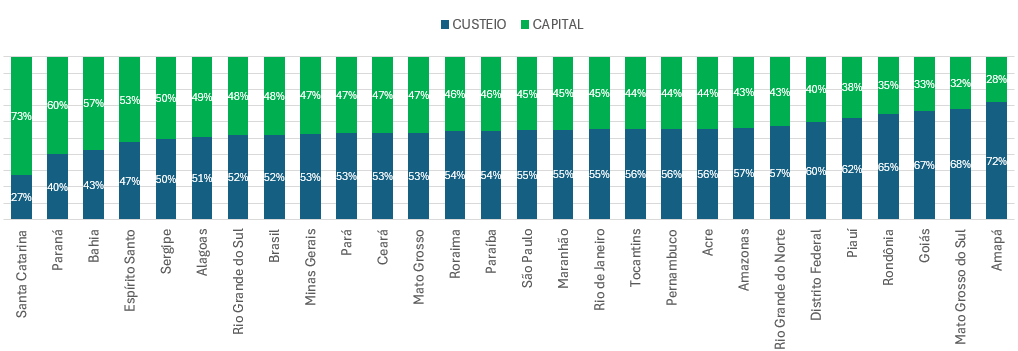 CUSTEIO CAPITAL
73% 60% 57% 53% 50% 49% 48% 48% 47% 47% 47% 47% 46% 46% 45% 45% 45% 44% 44% 44% 43% 43% 40% 38% 35% 33% 32% 28%
27% 40% 43% 47% 50% 51% 52% 52% 53% 53% 53% 53% 54% 54% 55% 55% 55% 56% 56% 56% 57% 57% 60% 62% 65% 67% 68% 72%
Santa Catarina
Paraná
Bahia
Espírito Santo
Sergipe
Alagoas
Rio Grande do Sul
Brasil
Minas Gerais
Pará
Ceará
Mato Grosso
Roraima
Paraíba
São Paulo
Maranhão
Rio de Janeiro
Tocantins
Pernambuco
Acre
Amazonas
Rio Grande do Norte
Distrito Federal
Piauí
Rondônia
Goiás
Mato Grosso do Sul
Amapá